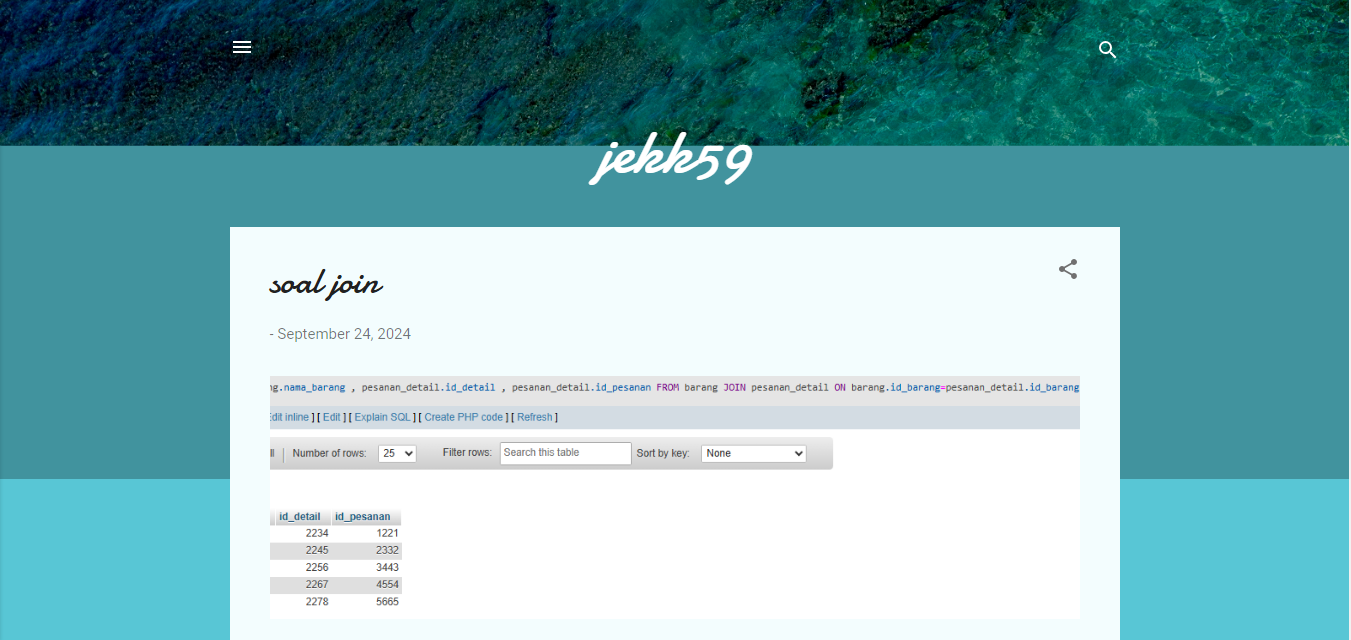 jekk59
soal join
- September 24, 2024
.nama_barang , pesanan_detail.id_detail , pesanan_detail.id_pesanan FROM barang JOIN pesanan_detail ON barang.id_barang=pesanan_detail.id_barang
Edit inline ] [ Edit ] [ Explain SQL ] [ Create PHP code ] [ Refresh ]
Number of rows: 25 Filter rows: Search this table Sort by key: None
id_detail id_pesanan
2234 1221
2245 2332
2256 3443
2267 4554
2278 5665